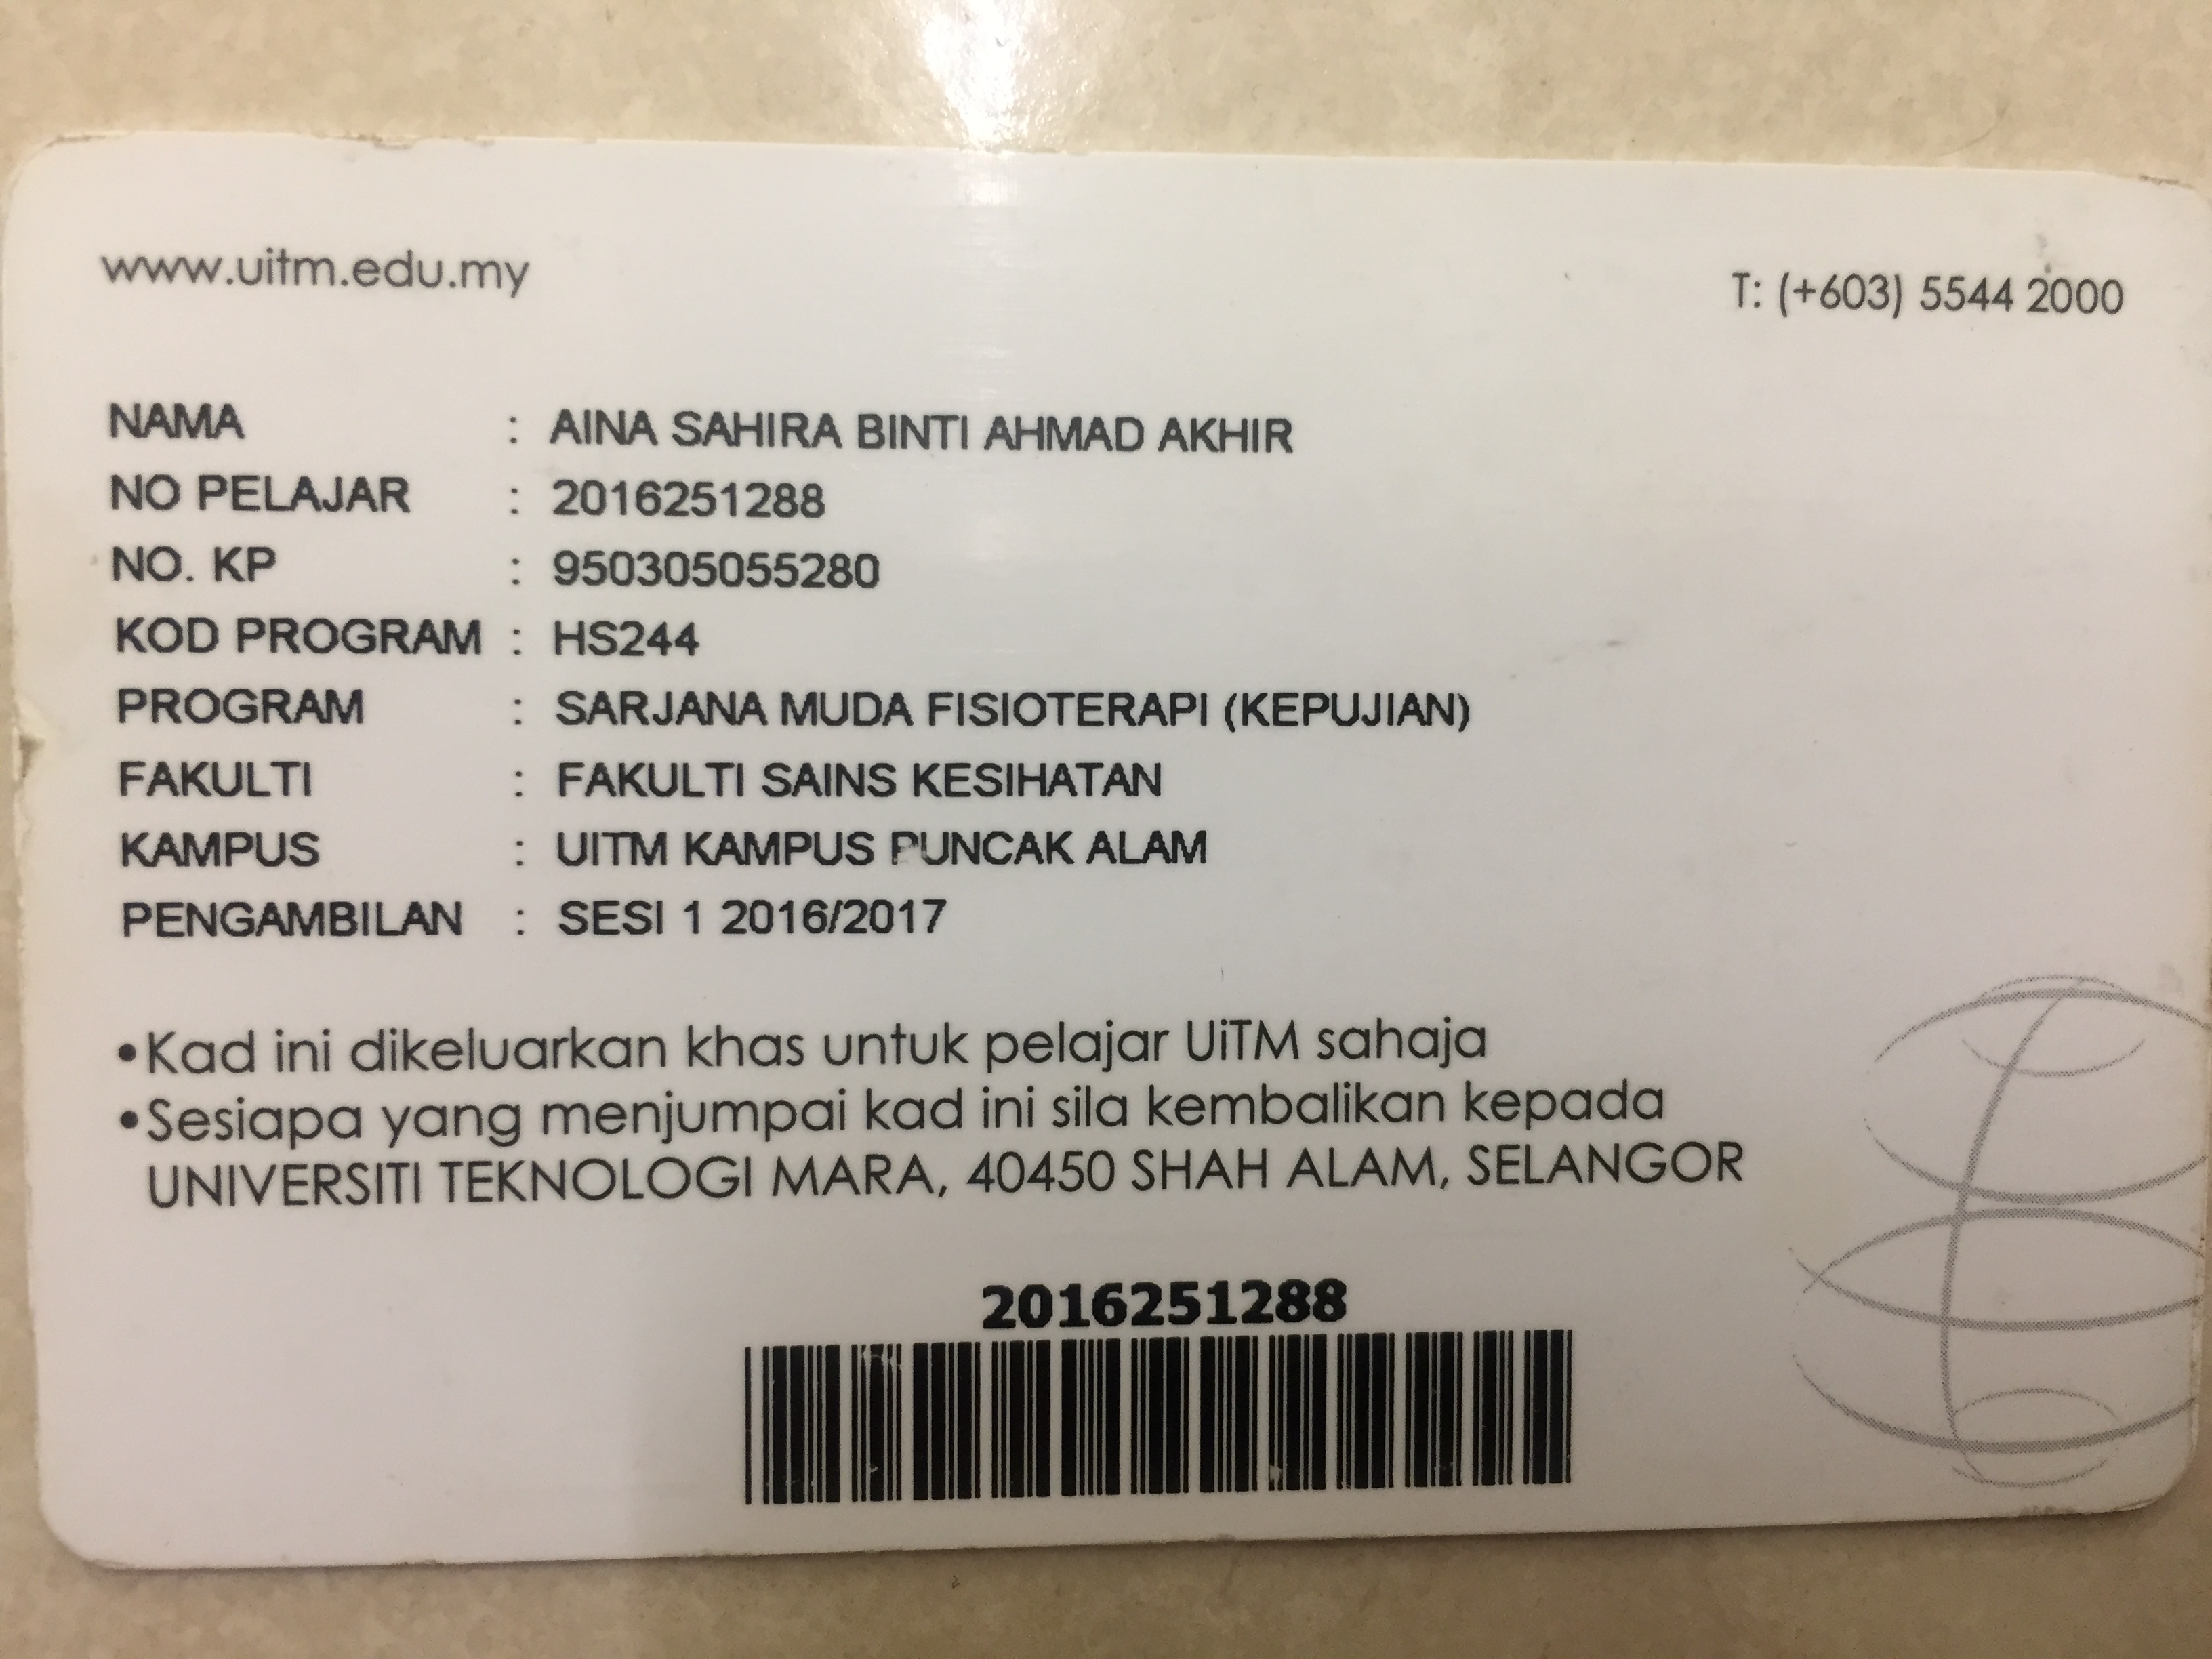 www.uitm.edu.my
T: (+603) 5544 2000
NAMA : AINA SAHIRA BINTI AHMAD AKHIR
NO PELAJAR : 2016251288
NO. KP : 950305055280
KOD PROGRAM : HS244
PROGRAM : SARJANA MUDA FISIOTERAPI (KEPUJIAN)
FAKULTI : FAKULTI SAINS KESIHATAN
KAMPUS : UITM KAMPUS PUNCAK ALAM
PENGAMBILAN : SESI 1 2016/2017
•Kad ini dikeluarkan khas untuk pelajar UiTM sahaja
•Sesiapa yang menjumpai kad ini sila kembalikan kepada
UNIVERSITI TEKNOLOGI MARA, 40450 SHAH ALAM, SELANGOR
2016251288